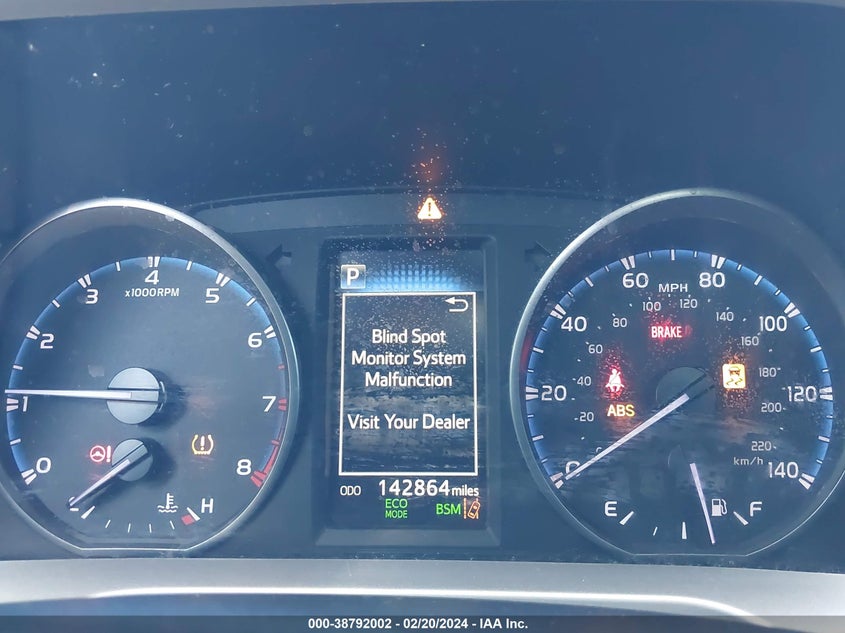 x1000RPM
0
1
2
3
4
5
6
7
8
H
P
Blind Spot
Monitor System
Malfunction
Visit Your Dealer
ODO 142864 miles
ECO
MODE
BSM
MPH
0
20
40
60
80
100
120
140
20
40
60
80
100
120
140
160
180
200
220
km/h
BRAKE
ABS
E
F
000-38792002 - 02/20/2024 - IAA Inc.